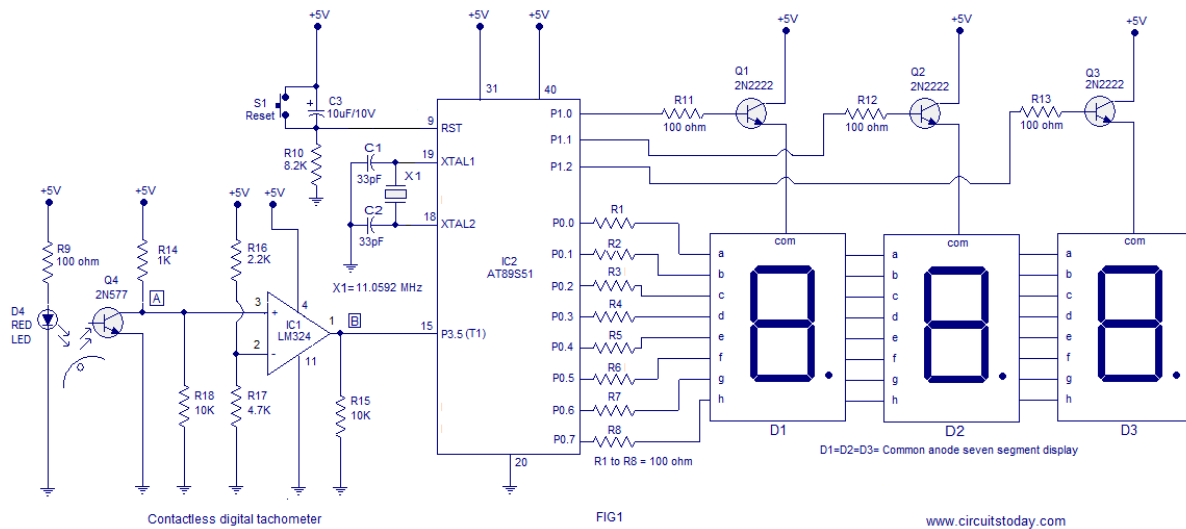 +5V
+5V
+5V
+5V
+5V
+5V
S1
Reset
+
C3
10uF/10V
R10
8.2K
31
40
9
RST
19
XTAL1
18
XTAL2
C1
33pF
X1
C2
33pF
X1= 11.0592 MHz
IC2
AT89S51
15
P3.5 (T1)
20
P1.0
P1.1
P1.2
P0.0
P0.1
P0.2
P0.3
P0.4
P0.5
P0.6
P0.7
R11
100 ohm
Q1
2N2222
R12
100 ohm
Q2
2N2222
R13
100 ohm
Q3
2N2222
R1
R2
R3
R4
R5
R6
R7
R8
R1 to R8 = 100 ohm
+5V
+5V
+5V
+5V
R9
100 ohm
D4
RED
LED
Q4
2N577
R14
1K
A
R16
2.2K
R18
10K
R17
4.7K
3
+
2
-
4
IC1
LM324
11
1
B
R15
10K
com
a
b
c
d
e
f
g
h
D1
com
a
b
c
d
e
f
g
h
D2
com
a
b
c
d
e
f
g
h
D3
D1=D2=D3= Common anode seven segment display
Contactless digital tachometer
FIG1
www.circuitstoday.com